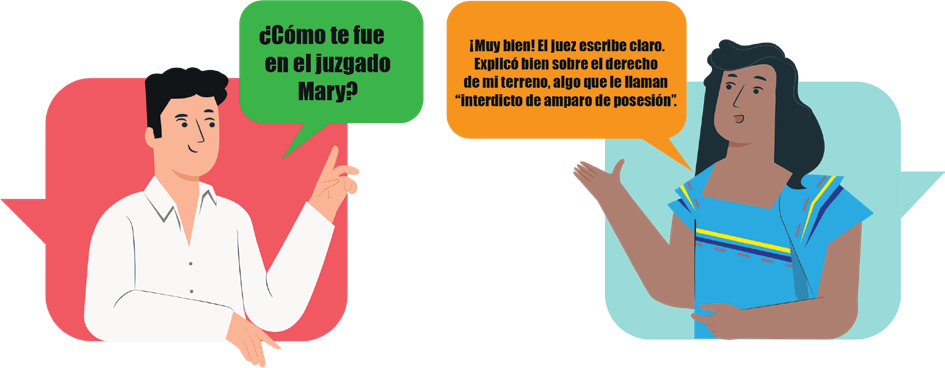 ¿Cómo te fue
en el juzgado
Mary?
¡Muy bien! El juez escribe claro.
Explicó bien sobre el derecho
de mi terreno, algo que le llaman
“interdicto de amparo de posesión”.